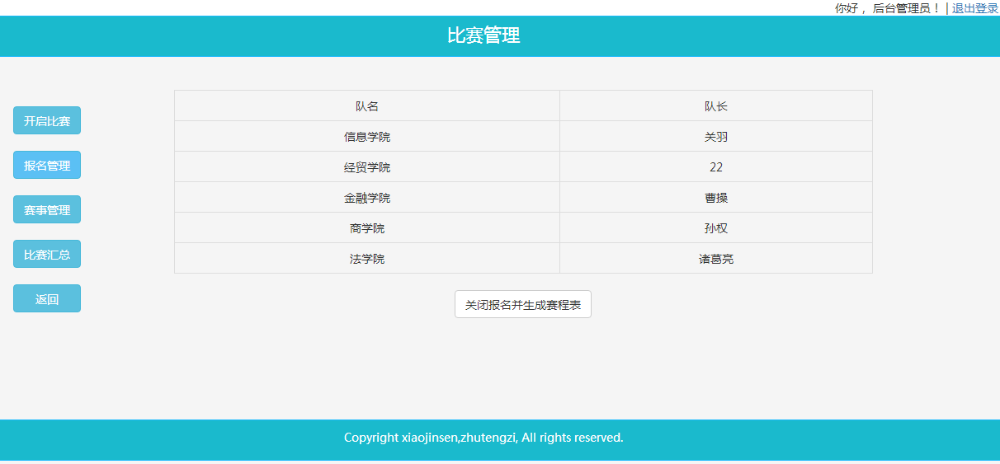 你好 ， 后台管理员！ | 退出登录
比赛管理
开启比赛
报名管理
赛事管理
比赛汇总
返回
队名 队长
信息学院 关羽
经贸学院 22
金融学院 曹操
商学院 孙权
法学院 诸葛亮
关闭报名并生成赛程表
Copyright xiaojinsen,zhutengzi, All rights reserved.